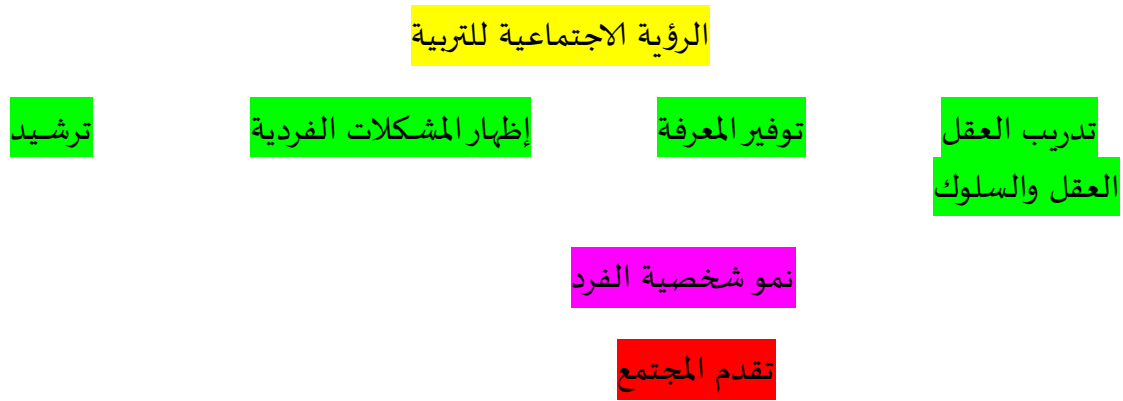 الرؤية الاجتماعية للتربية
تدريب العقل توفير المعرفة إظهار المشكلات الفردية ترشيد
العقل والسلوك
نمو شخصية الفرد
تقدم المجتمع